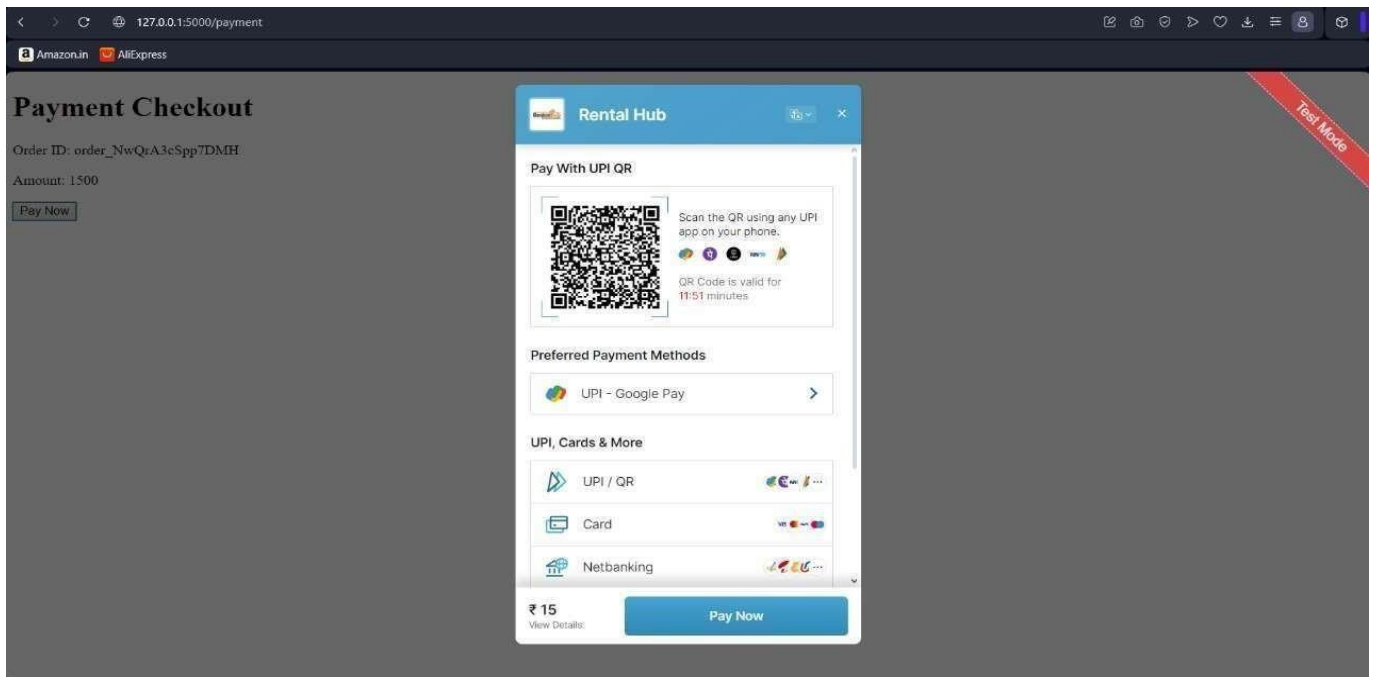 127.0.0.1:5000/payment
Amazon.in AliExpress
Payment Checkout
Order ID: order_NwQrA3cSpp7DMH
Amount: 1500
Pay Now
Test Mode
Rental Hub
Pay With UPI QR
Scan the QR using any UPI
app on your phone.
QR Code is valid for
11:51 minutes
Preferred Payment Methods
UPI - Google Pay
UPI, Cards & More
UPI / QR
Card
Netbanking
₹ 15
View Details
Pay Now